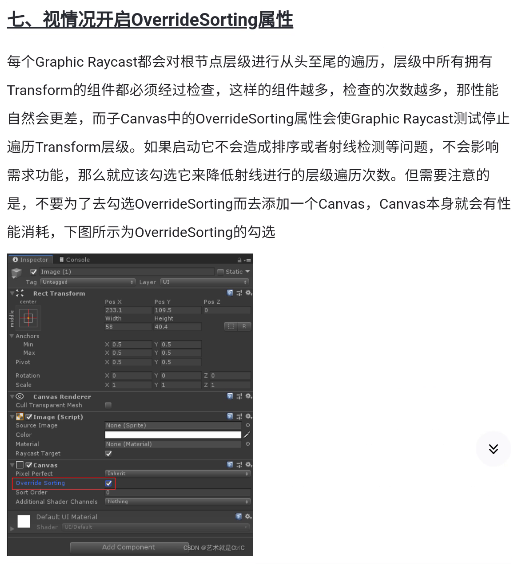 七、视情况开启OverrideSorting属性
每个Graphic Raycast都会对根节点层级进行从头至尾的遍历，层级中所有拥有
Transform的组件都必须经过检查，这样的组件越多，检查的次数越多，那性能
自然会更差，而子Canvas中的OverrideSorting属性会使Graphic Raycast测试停止
遍历Transform层级。如果启动它不会造成排序或者射线检测等问题，不会影响
需求功能，那么就应该勾选它来降低射线进行的层级遍历次数。但需要注意的
是，不要为了去勾选OverrideSorting而去添加一个Canvas，Canvas本身就会有性
能消耗，下图所示为OverrideSorting的勾选
Inspector Console
Image (1) Static
Tag Untagged Layer UI
Rect Transform
center Pos X Pos Y Pos Z
middle 233.1 109.5 0
Width Height
58 40.4 R
Anchors
Min X 0.5 Y 0.5
Max X 0.5 Y 0.5
Pivot X 0.5 Y 0.5
Rotation X 0 Y 0 Z 0
Scale X 1 Y 1 Z 1
Canvas Renderer
Cull Transparent Mesh
Image (Script)
Source Image None (Sprite)
Color
Material None (Material)
Raycast Target
Canvas
Pixel Perfect Inherit
Override Sorting
Sort Order 0
Additional Shader Channels Nothing
Default UI Material
Shader UI/Default
Add Component